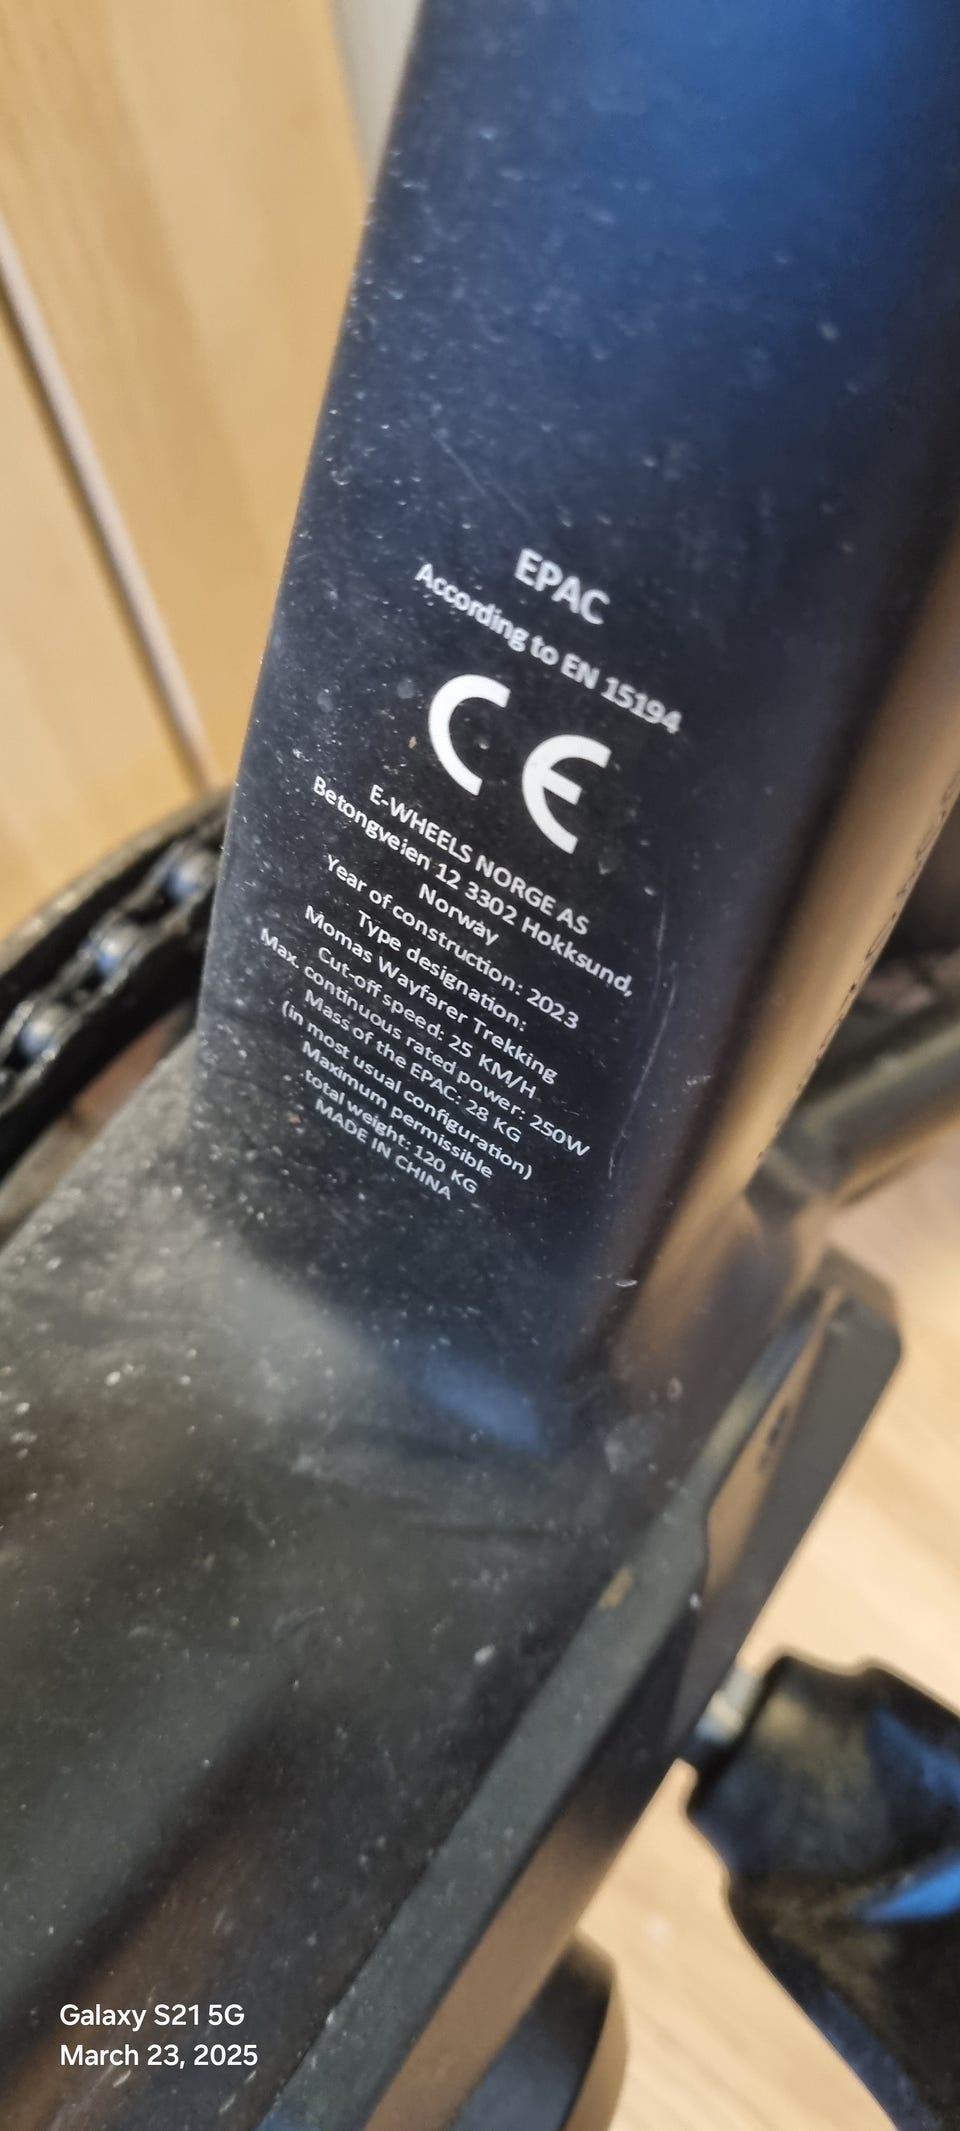 EPAC
According to EN 15194
CE
E-WHEELS NORGE AS
Betongveien 12 3302 Hokksund,
Norway
Year of construction: 2023
Type designation:
Momas Wayfarer Trekking
Cut-off speed: 25 KM/H
Max. continuous rated power: 250W
Mass of the EPAC: 28 KG
(in most usual configuration)
Maximum permissible
total weight: 120 KG
MADE IN CHINA
Galaxy S21 5G
March 23, 2025